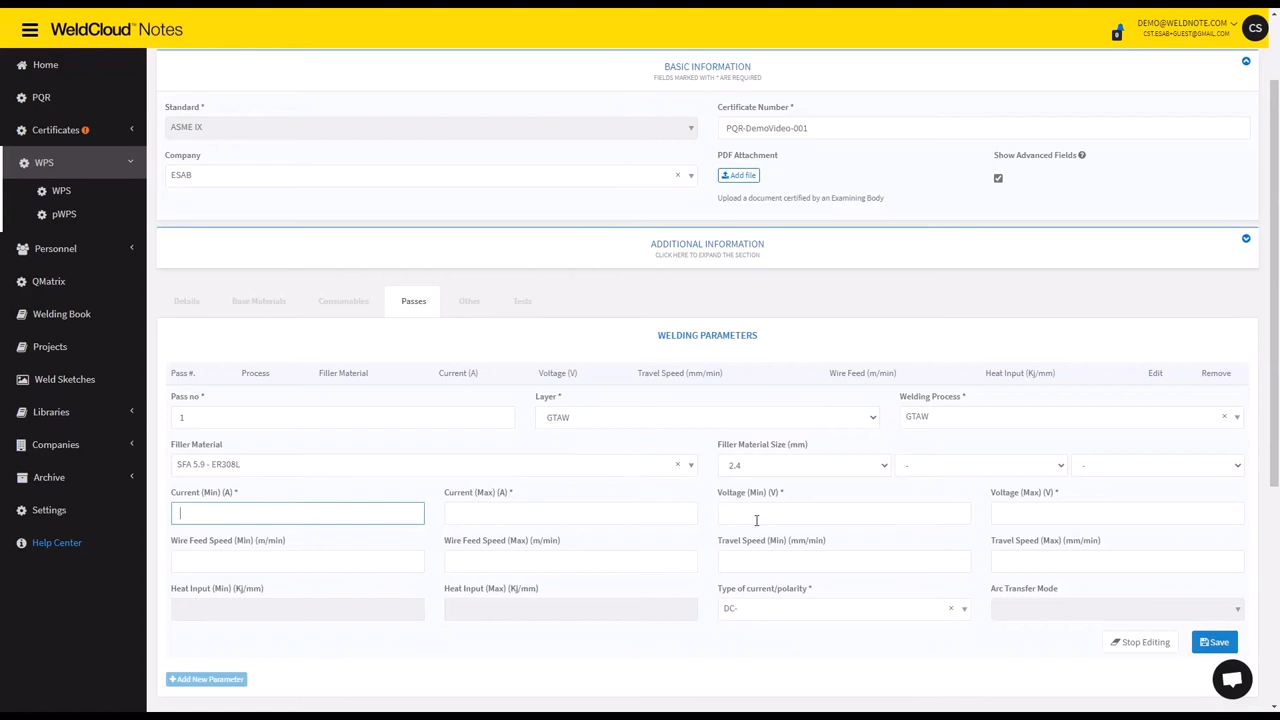 WeldCloud Notes
0
DEMO@WELDNOTE.COM
CST.ESAB+GUEST@GMAIL.COM
CS
Home
PQR
Certificates
WPS
WPS
pWPS
Personnel
QMatrix
Welding Book
Projects
Weld Sketches
Libraries
Companies
Archive
Settings
Help Center
BASIC INFORMATION
FIELDS MARKED WITH * ARE REQUIRED
Standard * Certificate Number *
ASME IX PQR-DemoVideo-001
Company PDF Attachment Show Advanced Fields
ESAB × Add file
Upload a document certified by an Examining Body
ADDITIONAL INFORMATION
CLICK HERE TO EXPAND THE SECTION
Details Base Materials Consumables Passes Other Tests
WELDING PARAMETERS
Pass #. Process Filler Material Current (A) Voltage (V) Travel Speed (mm/min) Wire Feed (m/min) Heat Input (Kj/mm) Edit Remove
Pass no * Layer * Welding Process *
1 GTAW GTAW ×
Filler Material Filler Material Size (mm)
SFA 5.9 - ER308L × 2.4 - -
Current (Min) (A) * Current (Max) (A) * Voltage (Min) (V) * Voltage (Max) (V) *
Wire Feed Speed (Min) (m/min) Wire Feed Speed (Max) (m/min) Travel Speed (Min) (mm/min) Travel Speed (Max) (mm/min)
Heat Input (Min) (Kj/mm) Heat Input (Max) (Kj/mm) Type of current/polarity * Arc Transfer Mode
DC- ×
Stop Editing Save
+ Add New Parameter